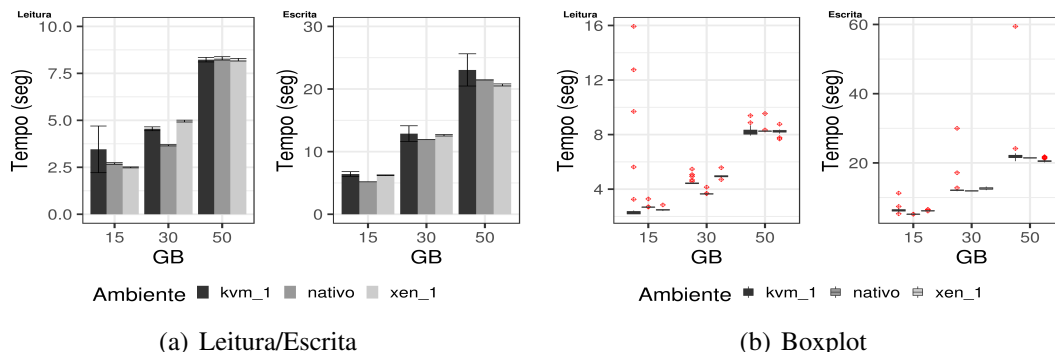 Leitura
Escrita
Leitura
Escrita
Tempo (seg)
10.0
7.5
5.0
2.5
0.0
15 30 50
GB
Tempo (seg)
30
20
10
0
15 30 50
GB
Ambiente kvm_1 nativo xen_1
(a) Leitura/Escrita
Tempo (seg)
16
12
8
4
15 30 50
GB
Tempo (seg)
60
40
20
0
15 30 50
GB
Ambiente kvm_1 nativo xen_1
(b) Boxplot